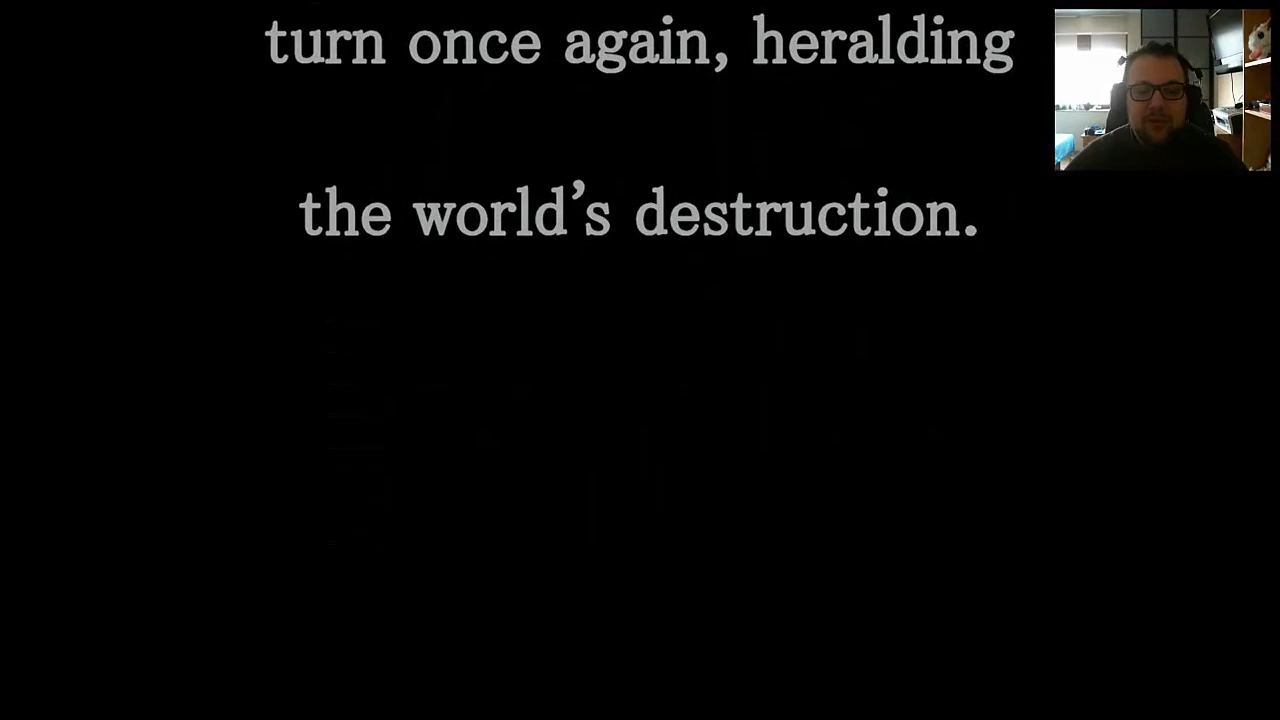 turn once again, heralding
the world’s destruction.